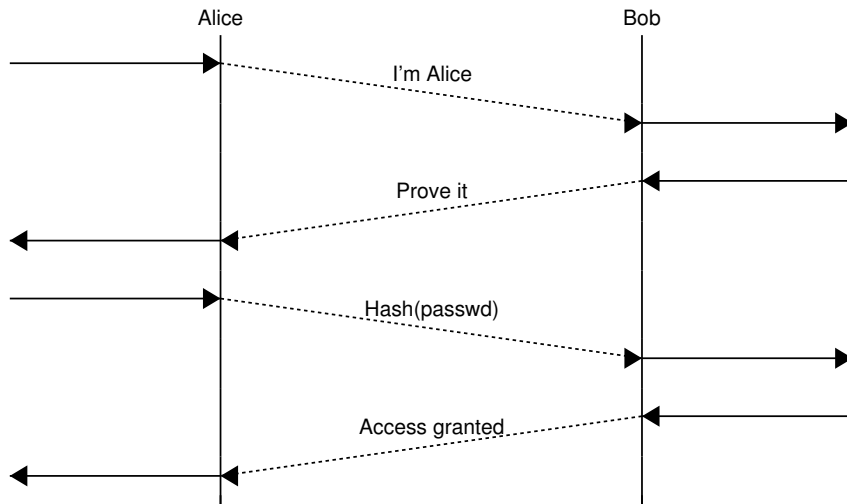 Alice
Bob
I'm Alice
Prove it
Hash(passwd)
Access granted